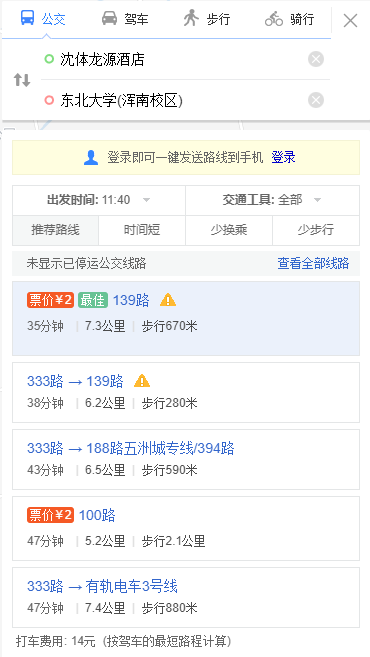 公交 驾车 步行 骑行
沈体龙源酒店
东北大学(浑南校区)
登录即可一键发送路线到手机 登录
出发时间: 11:40 交通工具: 全部
推荐路线 时间短 少换乘 少步行
未显示已停运公交线路 查看全部线路
票价¥2 最佳 139路
35分钟 | 7.3公里 | 步行670米
333路 → 139路
38分钟 | 6.2公里 | 步行280米
333路 → 188路五洲城专线/394路
43分钟 | 6.5公里 | 步行590米
票价¥2 100路
47分钟 | 5.2公里 | 步行2.1公里
333路 → 有轨电车3号线
47分钟 | 7.4公里 | 步行880米
打车费用: 14元（按驾车的最短路程计算）